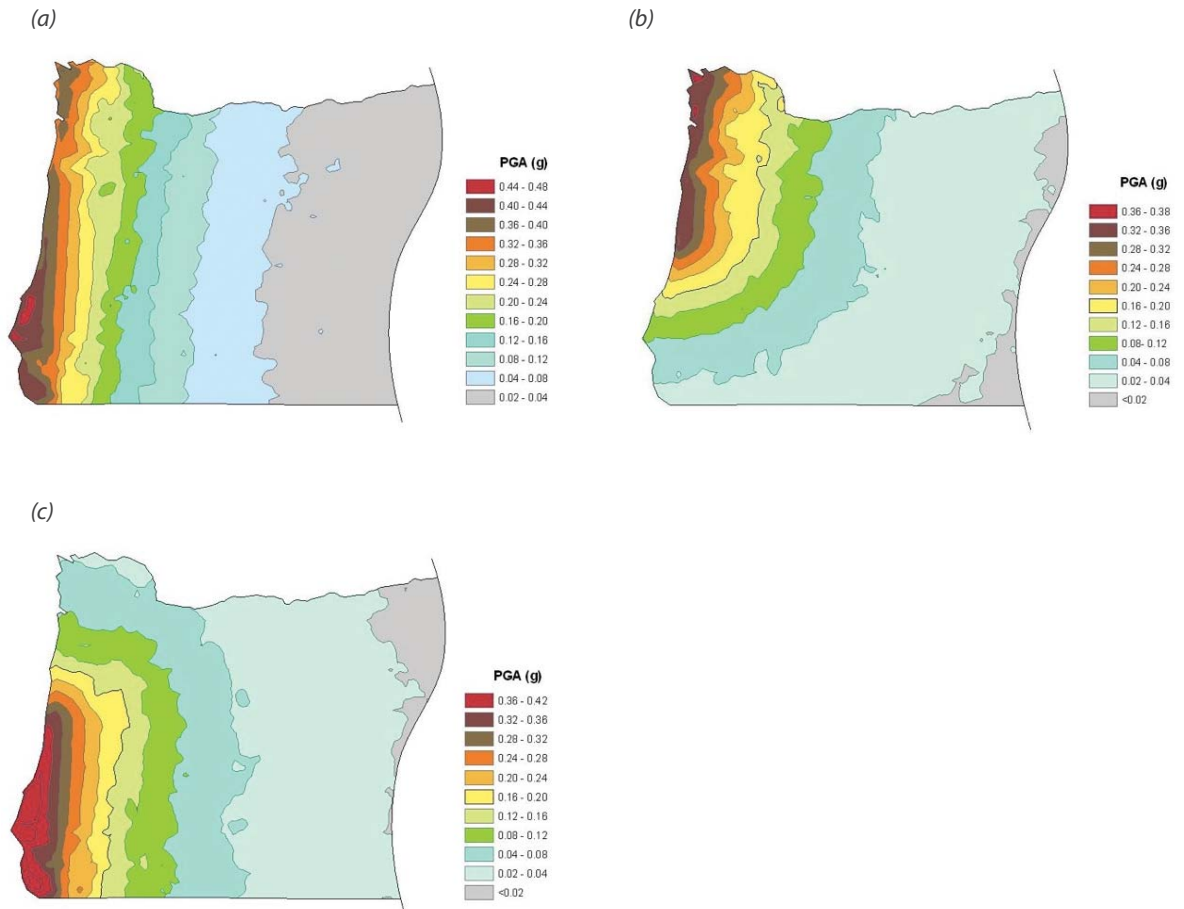 (a)
PGA (g)
0.44 - 0.48
0.40 - 0.44
0.36 - 0.40
0.32 - 0.36
0.28 - 0.32
0.24 - 0.28
0.20 - 0.24
0.16 - 0.20
0.12 - 0.16
0.08 - 0.12
0.04 - 0.08
0.02 - 0.04
(b)
PGA (g)
0.36 - 0.38
0.32 - 0.36
0.28 - 0.32
0.24 - 0.28
0.20 - 0.24
0.16 - 0.20
0.12 - 0.16
0.08- 0.12
0.04 - 0.08
0.02 - 0.04
<0.02
(c)
PGA (g)
0.36 - 0.42
0.32 - 0.36
0.28 - 0.32
0.24 - 0.28
0.20 - 0.24
0.16 - 0.20
0.12 - 0.16
0.08 - 0.12
0.04 - 0.08
0.02 - 0.04
<0.02